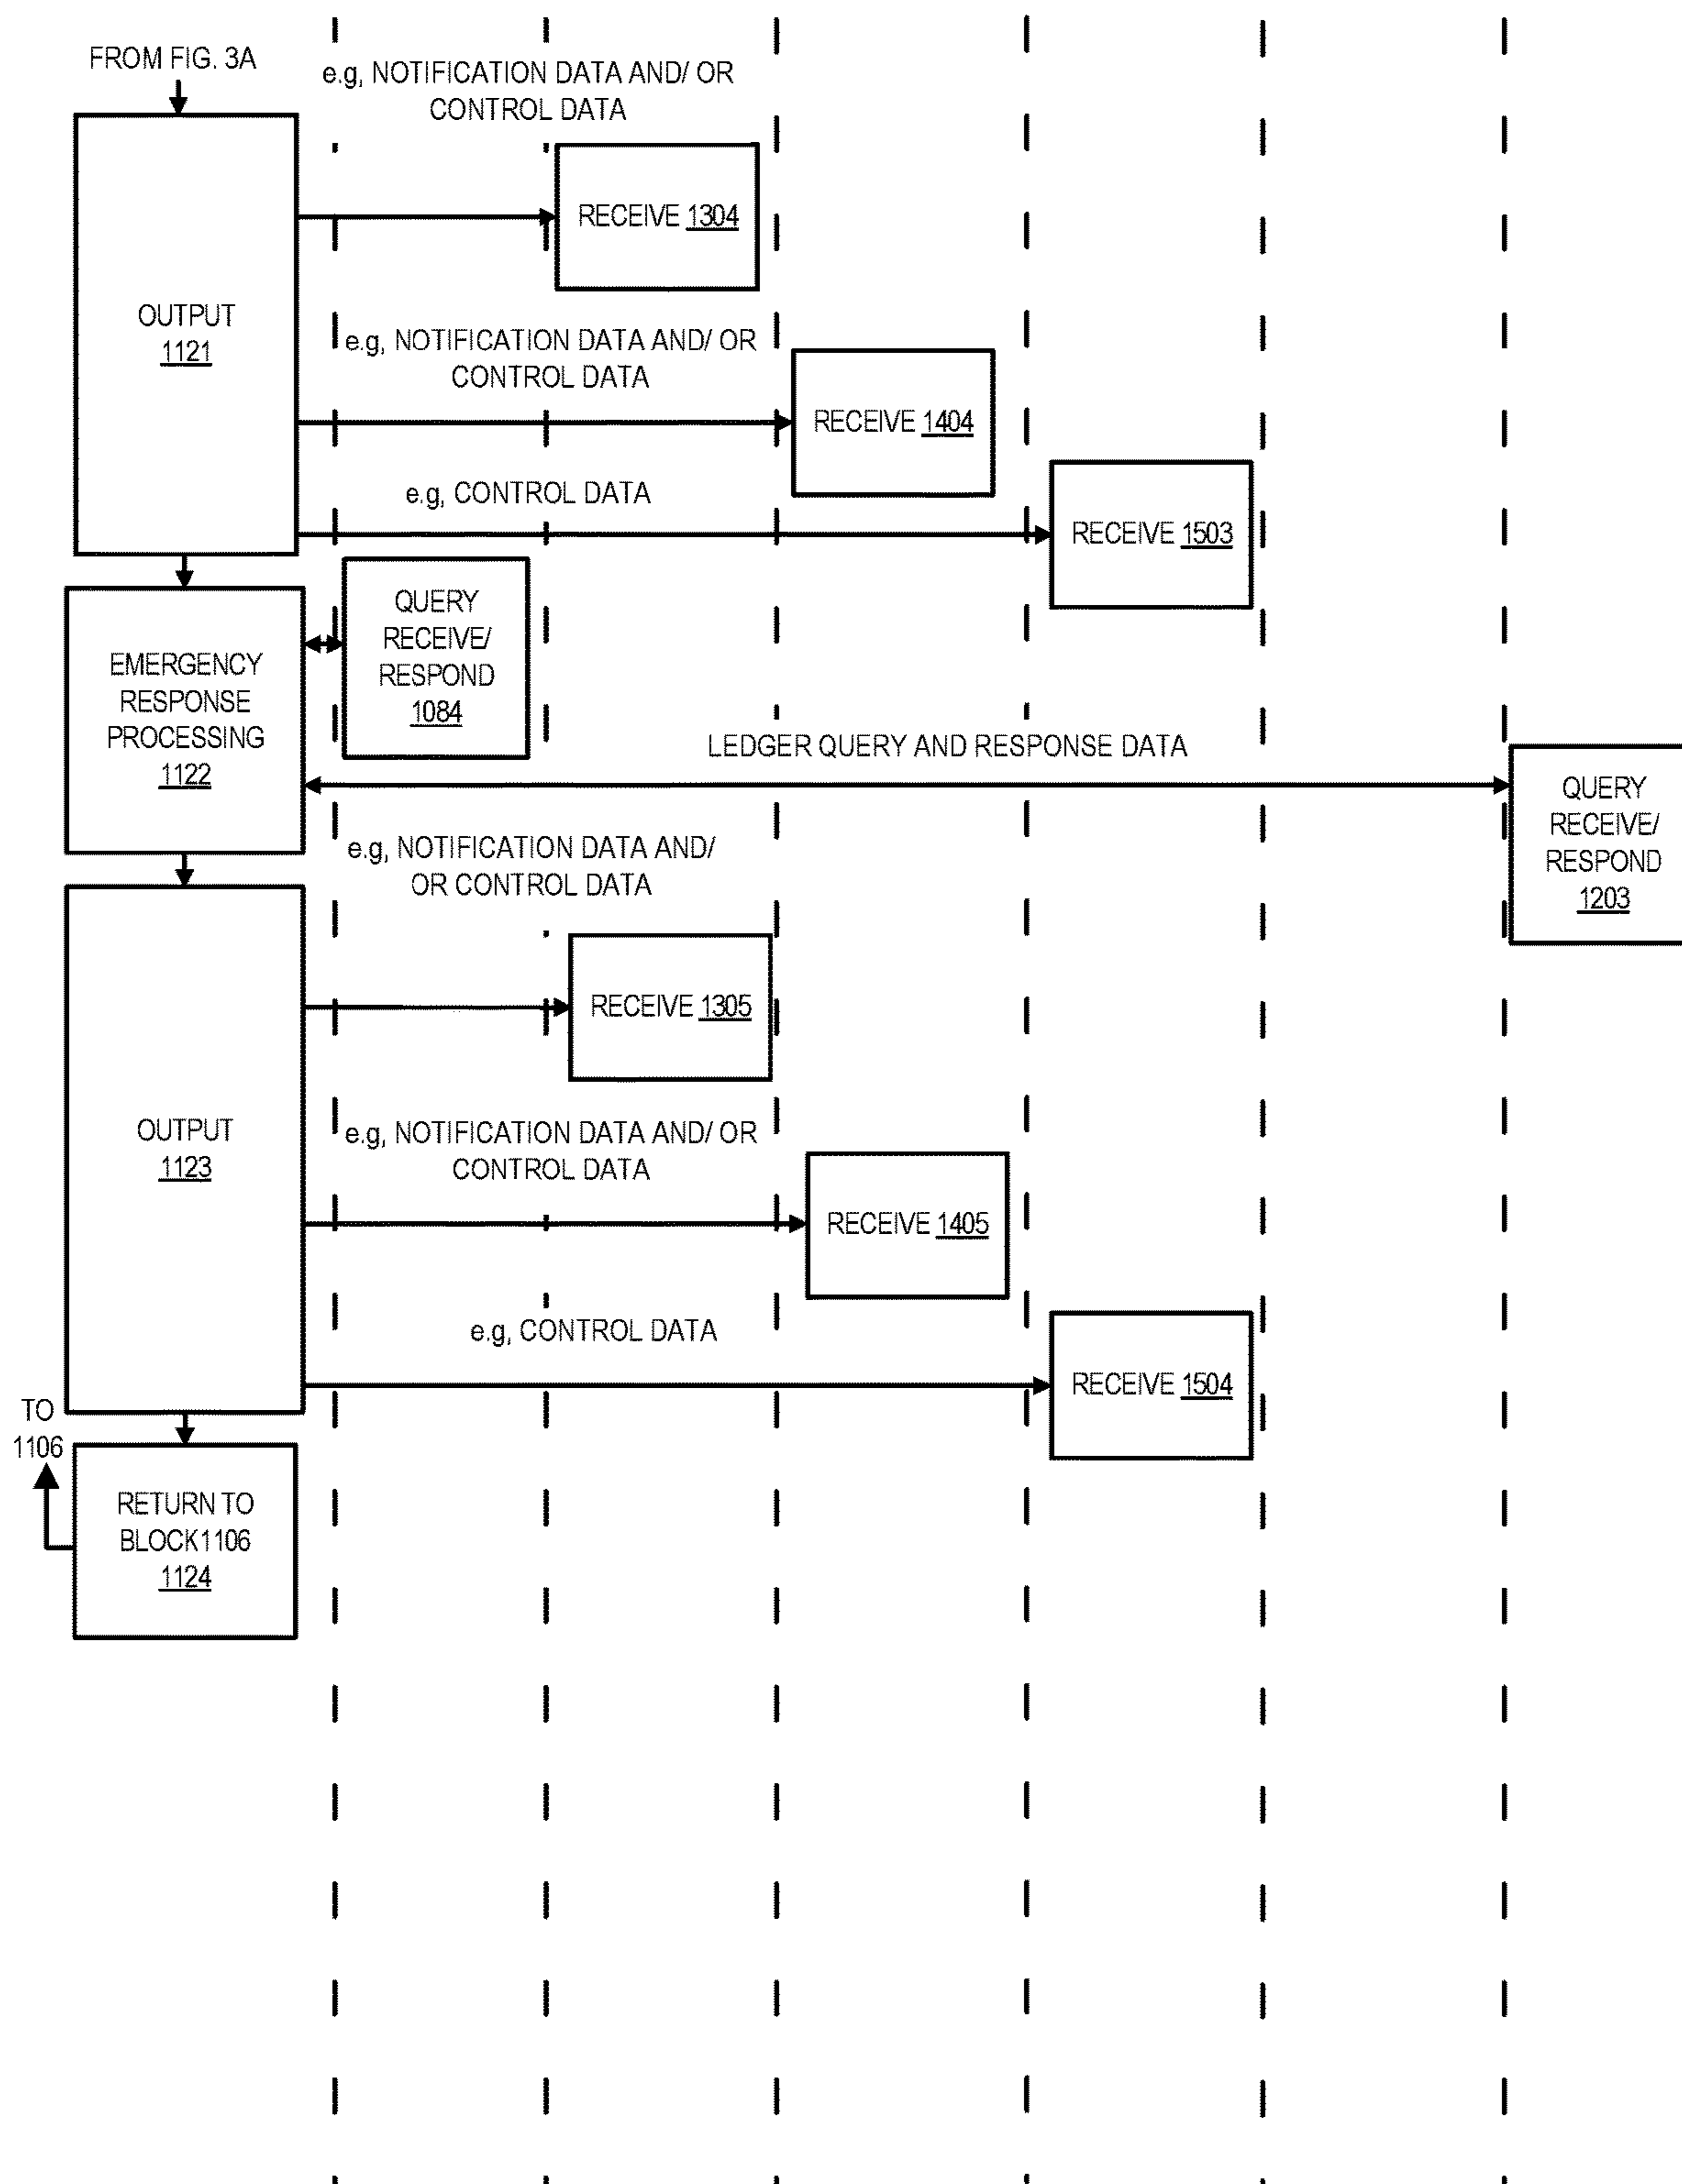 FROM FIG. 3A
e.g, NOTIFICATION DATA AND/ OR
CONTROL DATA
RECEIVE 1304
OUTPUT
1121
e.g, NOTIFICATION DATA AND/ OR
CONTROL DATA
RECEIVE 1404
e.g, CONTROL DATA
RECEIVE 1503
QUERY
RECEIVE/
RESPOND
1084
EMERGENCY
RESPONSE
PROCESSING
1122
LEDGER QUERY AND RESPONSE DATA
QUERY
RECEIVE/
RESPOND
1203
e.g, NOTIFICATION DATA AND/
OR CONTROL DATA
RECEIVE 1305
OUTPUT
1123
e.g, NOTIFICATION DATA AND/ OR
CONTROL DATA
RECEIVE 1405
e.g, CONTROL DATA
RECEIVE 1504
TO
1106
RETURN TO
BLOCK1106
1124